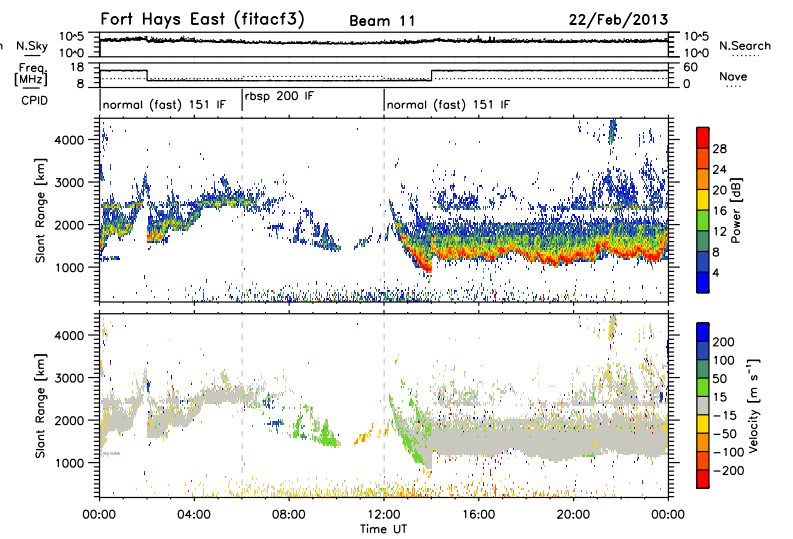 Fort Hays East (fitacf3) Beam 11 22/Feb/2013
n N.Sky 10^5 10^0 10^5 10^0 N.Search
Freq. [MHz] 18 8 60 0 Nave
CPID normal (fast) 151 IF rbsp 200 IF normal (fast) 151 IF
Slant Range [km]
4000
3000
2000
1000
28
24
20
16
12
8
4
Power [dB]
Slant Range [km]
4000
3000
2000
1000
200
100
50
15
−15
−50
−100
−200
Velocity [m s⁻¹]
00:00 04:00 08:00 12:00 16:00 20:00 00:00
Time UT